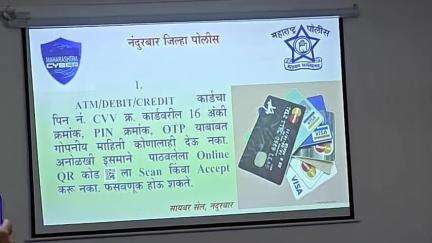 नंदुरबार जिल्हा पोलीस
MAHARASHTRA
CYBER
महाराष्ट्र पोलीस
1.
ATM/DEBIT/CREDIT कार्डचा
पिन नं. CVV क्र. कार्डवरील 16 अंकी
क्रमांक, PIN क्रमांक, OTP याबाबत
गोपनीय माहिती कोणालाही देऊ नका.
अनोळखी इसमाने पाठवलेला Online
QR कोड ला Scan किंवा Accept
करू नका. फसवणूक होऊ शकते.
VISA
सायबर सेल, नंदुरबार